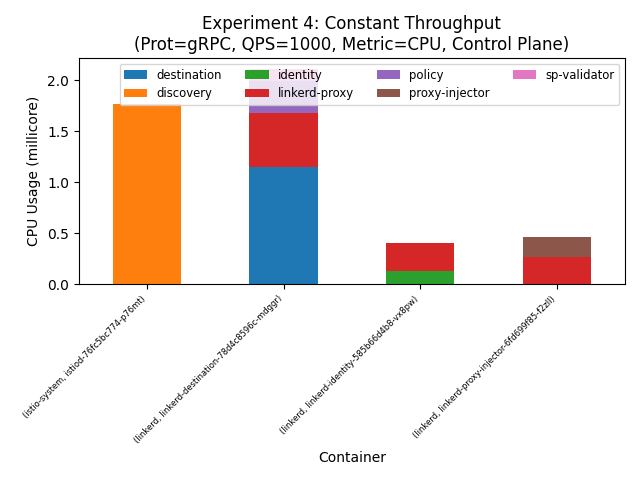 Experiment 4: Constant Throughput
(Prot=gRPC, QPS=1000, Metric=CPU, Control Plane)
destination
discovery
identity
linkerd-proxy
policy
proxy-injector
sp-validator
CPU Usage (millicore)
2.0
1.5
1.0
0.5
0.0
(istio-system, istiod-76fc5bc774-p76mt)
(linkerd, linkerd-destination-78d4c8596c-mdggr)
(linkerd, linkerd-identity-585b66d4b8-vx8pw)
(linkerd, linkerd-proxy-injector-6fd699f85-f2zll)
Container